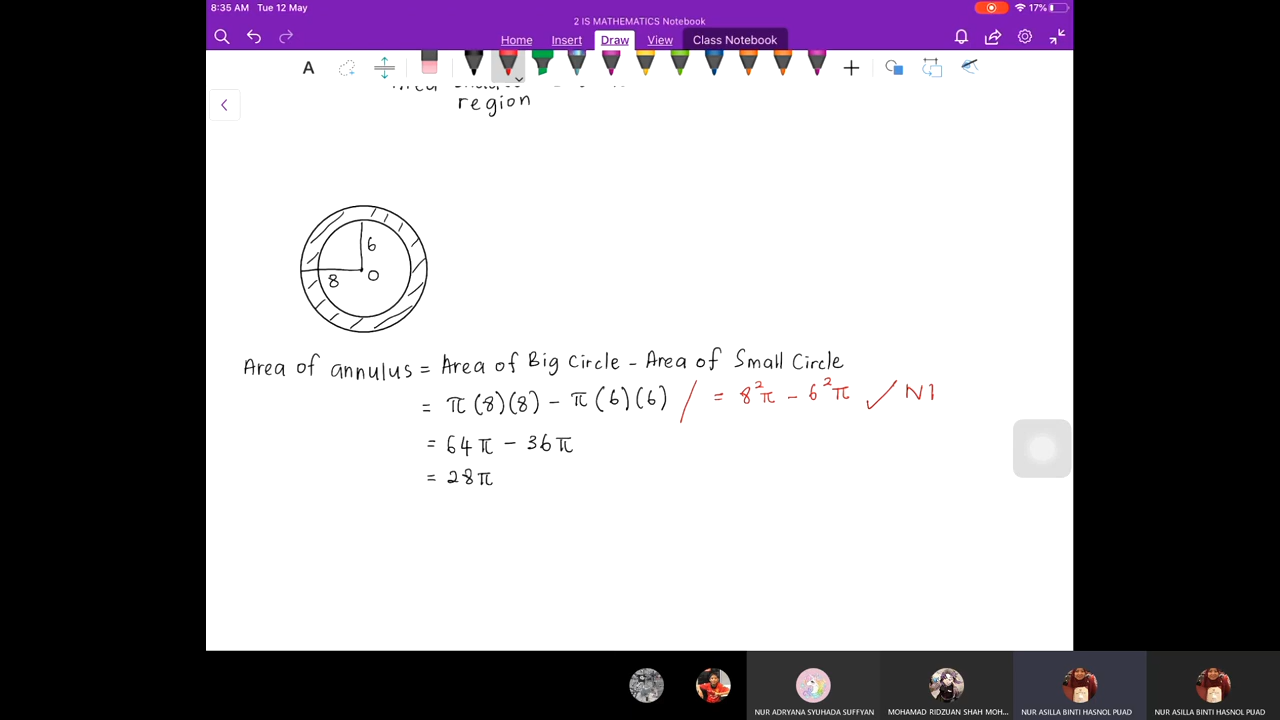 8:35 AM Tue 12 May
17%
2 IS MATHEMATICS Notebook
Home Insert Draw View Class Notebook
A
region
6
8 O
Area of annulus = Area of Big Circle - Area of Small Circle
= π (8)(8) - π (6)(6) / = 8²π - 6²π ✓ N1
= 64π - 36π
= 28π
NUR ADRYANA SYUHADA SUFFYAN MOHAMAD RIDZUAN SHAH MOH... NUR ASILLA BINTI HASNOL PUAD NUR ASILLA BINTI HASNOL PUAD